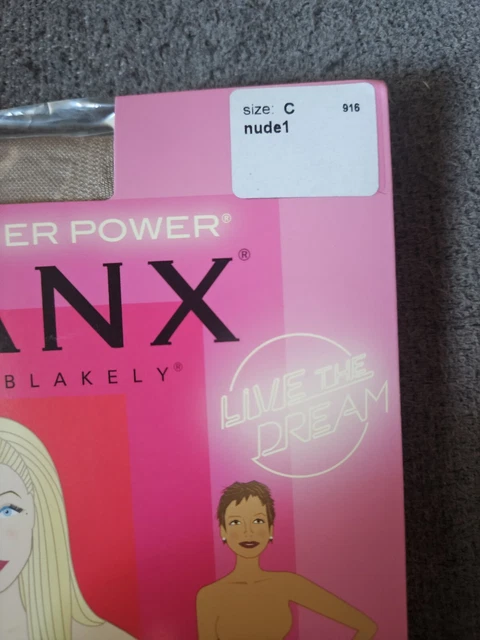 size: C 916
nude1
ER POWER®
ANX®
BLAKELY®
LIVE THE
DREAM